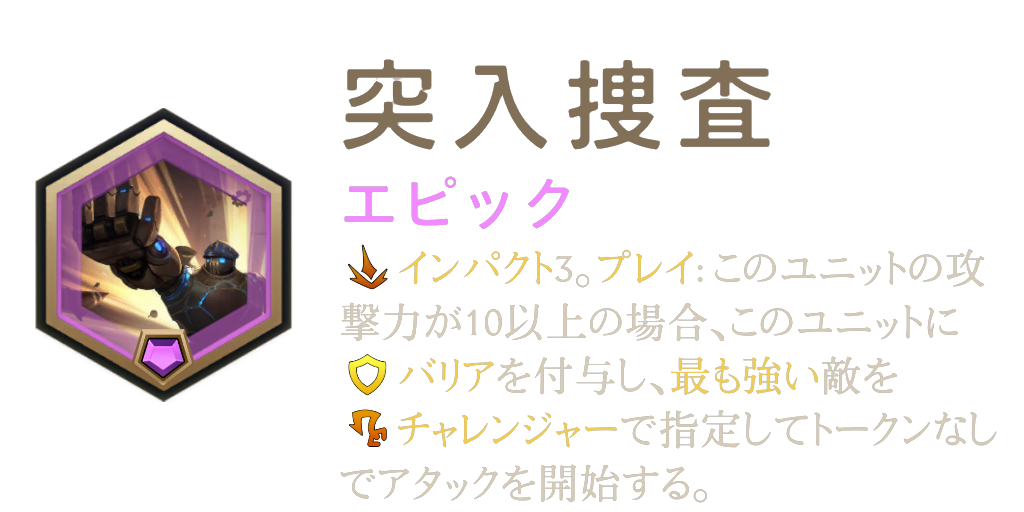 突入捜査
エピック
インパクト3。プレイ:このユニットの攻
撃力が10以上の場合、このユニットに
バリアを付与し、最も強い敵を
チャレンジャーで指定してトークンなし
でアタックを開始する。